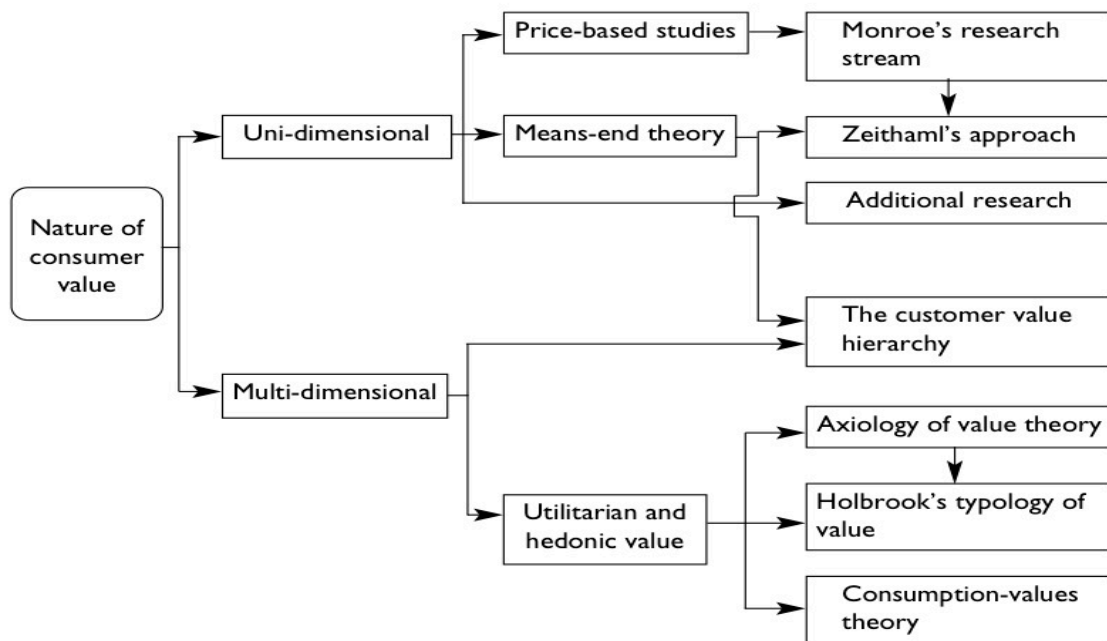 Price-based studies
Monroe's research
stream
Uni-dimensional
Means-end theory
Zeithaml's approach
Additional research
Nature of
consumer
value
The customer value
hierarchy
Multi-dimensional
Axiology of value theory
Utilitarian and
hedonic value
Holbrook's typology of
value
Consumption-values
theory